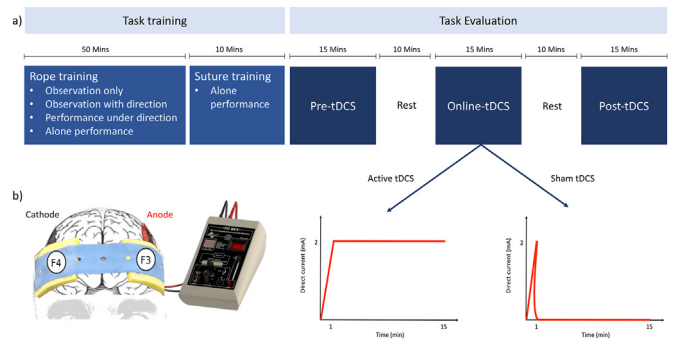 a)
Task training
Task Evaluation
50 Mins
10 Mins
15 Mins
10 Mins
15 Mins
10 Mins
15 Mins
Rope training
• Observation only
• Observation with direction
• Performance under direction
• Alone performance
Suture training
• Alone
performance
Pre-tDCS
Rest
Online-tDCS
Rest
Post-tDCS
Active tDCS
Sham tDCS
b)
Cathode
Anode
F4
F3
Direct current (mA)
2
1
15
Time (min)
Direct current (mA)
2
1
15
Time (min)